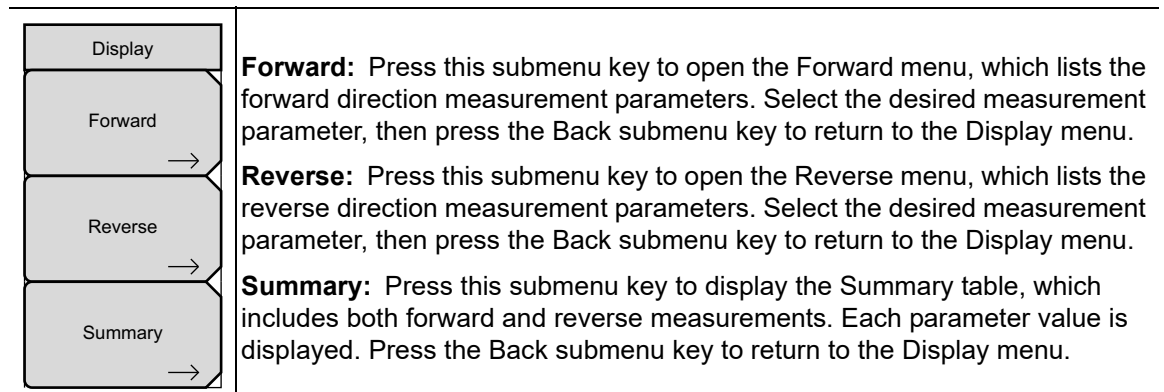 Display
Forward
Reverse
Summary
Forward: Press this submenu key to open the Forward menu, which lists the
forward direction measurement parameters. Select the desired measurement
parameter, then press the Back submenu key to return to the Display menu.
Reverse: Press this submenu key to open the Reverse menu, which lists the
reverse direction measurement parameters. Select the desired measurement
parameter, then press the Back submenu key to return to the Display menu.
Summary: Press this submenu key to display the Summary table, which
includes both forward and reverse measurements. Each parameter value is
displayed. Press the Back submenu key to return to the Display menu.